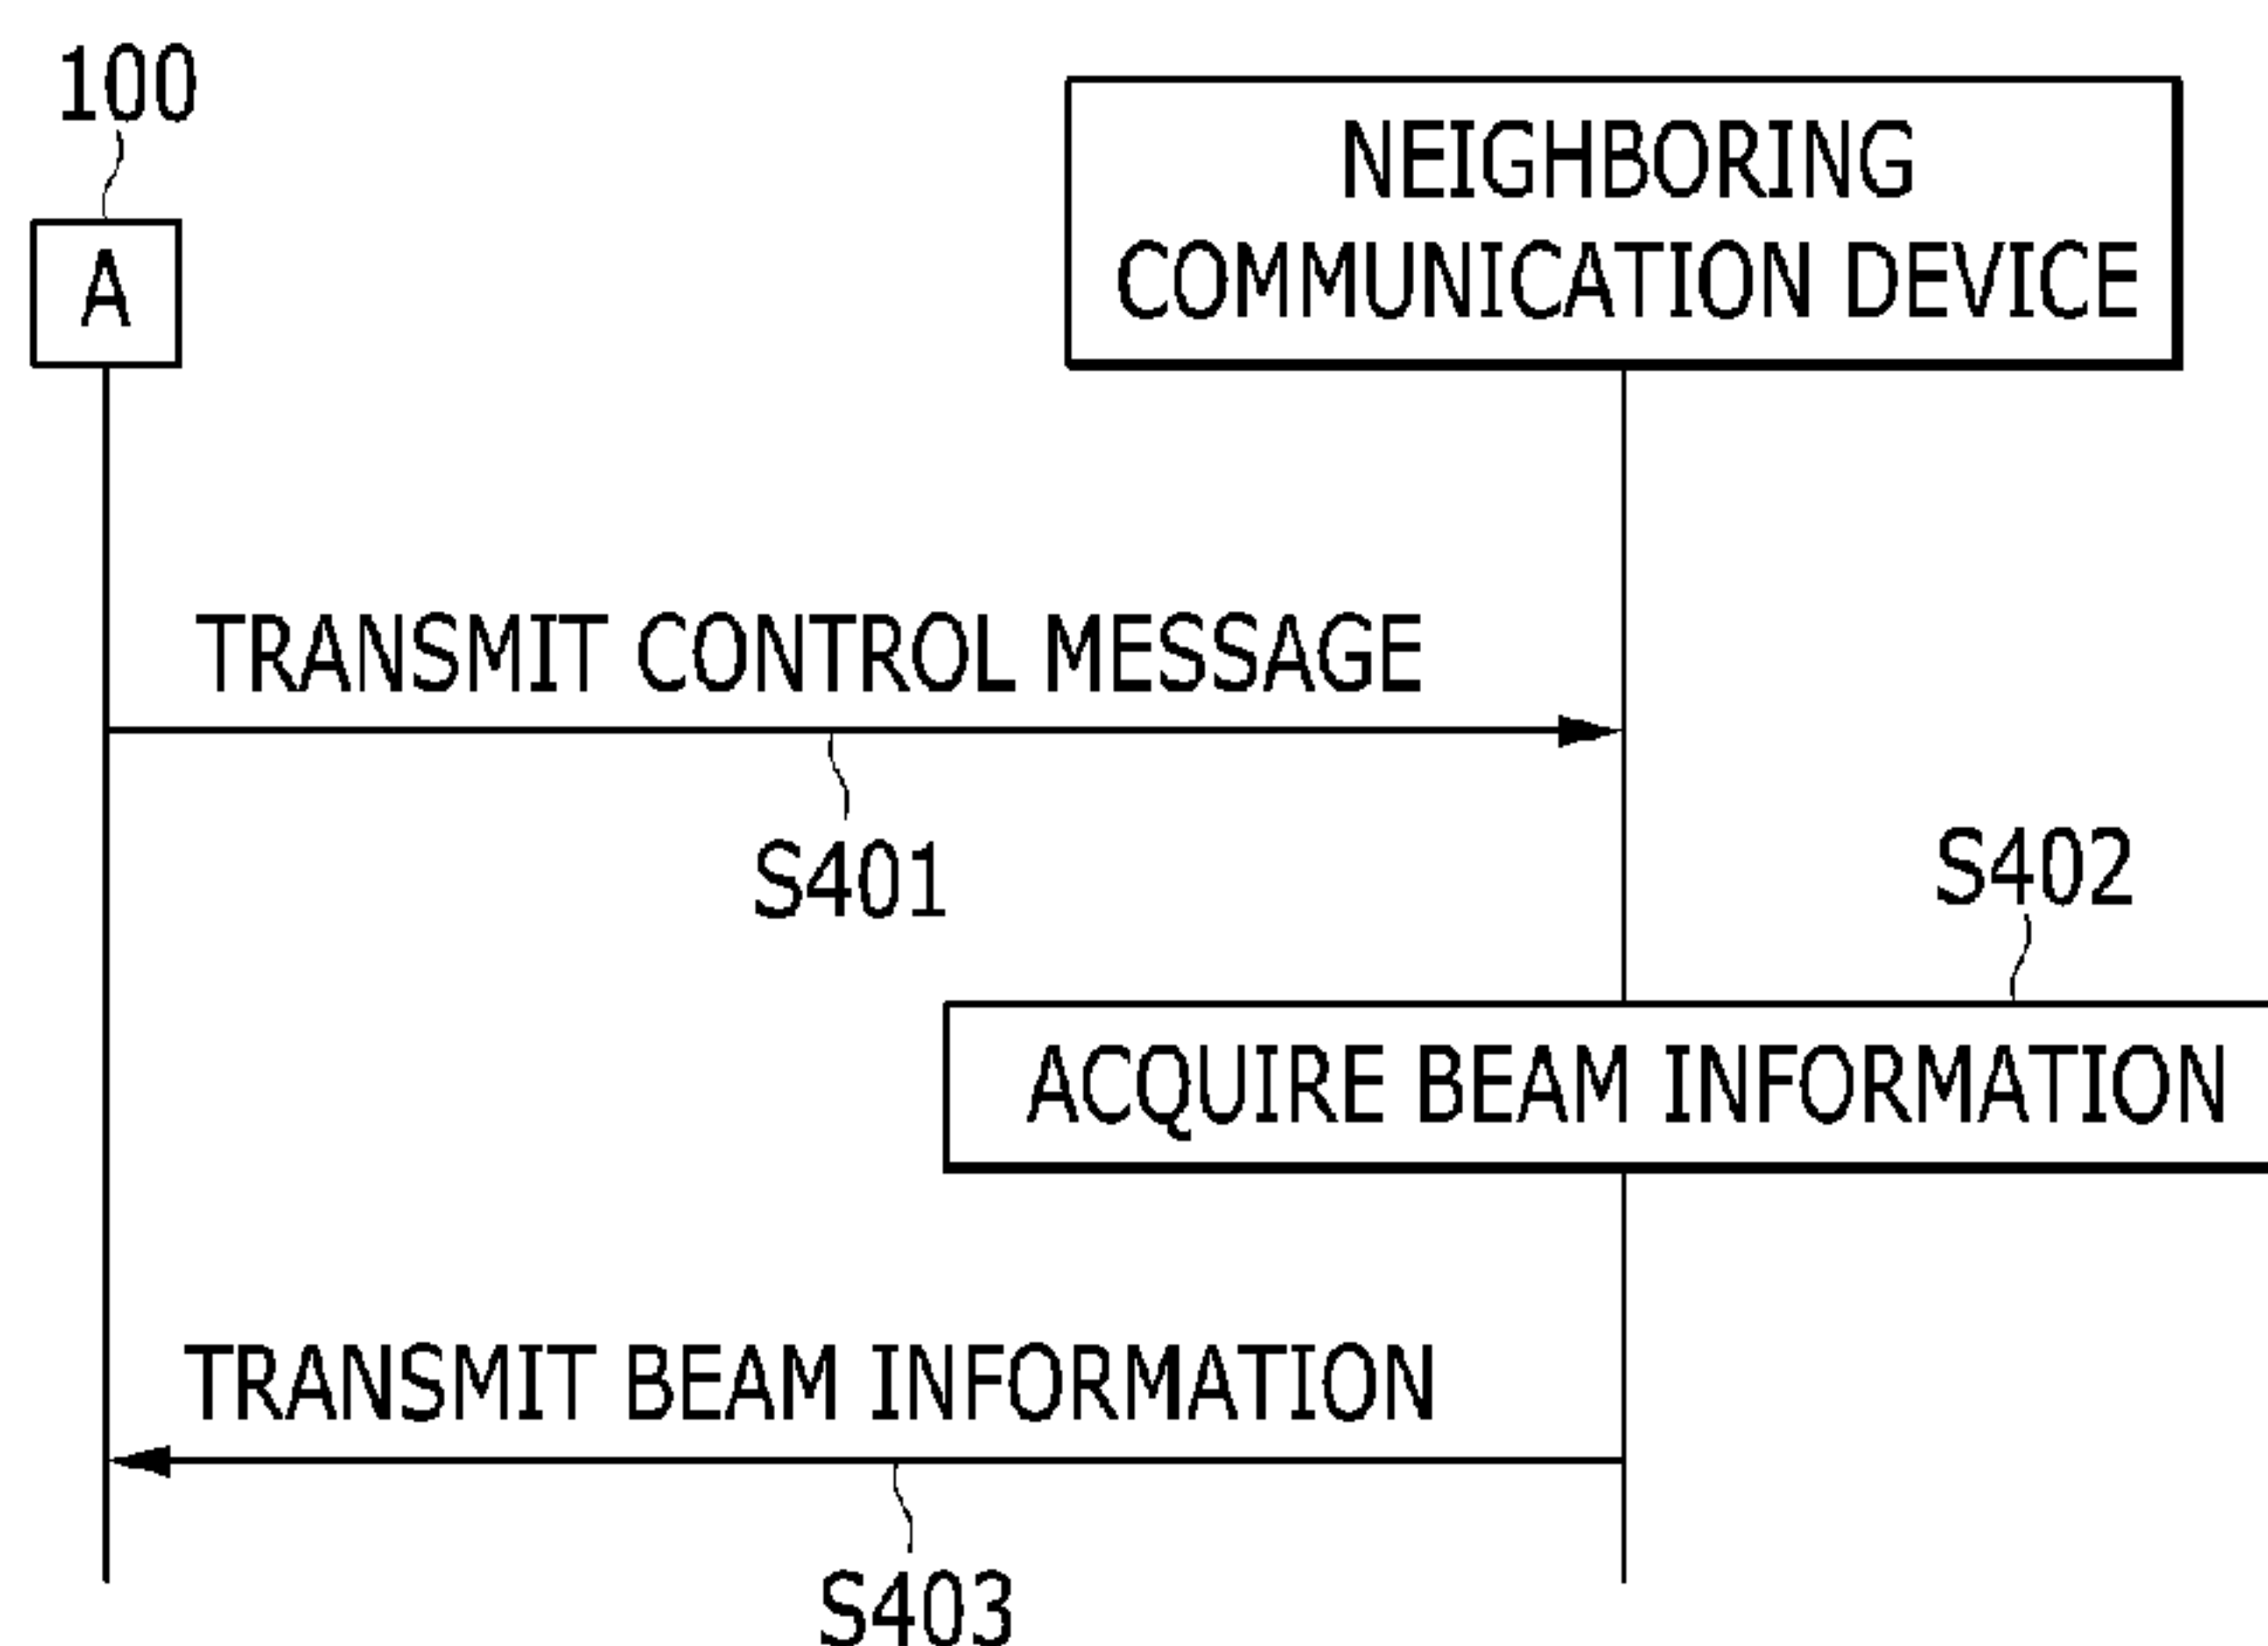 100
A
NEIGHBORING
COMMUNICATION DEVICE
TRANSMIT CONTROL MESSAGE
S401
S402
ACQUIRE BEAM INFORMATION
TRANSMIT BEAM INFORMATION
S403